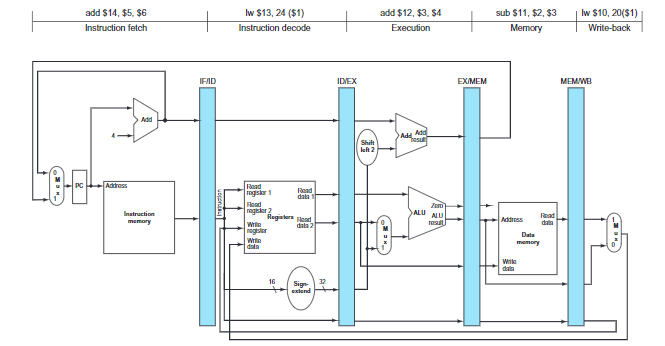 add $14, $5, $6
lw $13, 24 ($1)
add $12, $3, $4
sub $11, $2, $3
lw $10, 20($1)
Instruction fetch
Instruction decode
Execution
Memory
Write-back
IF/ID
ID/EX
EX/MEM
MEM/WB
Add
4
Shift
left 2
Add
Add
result
0
M
u
x
1
PC
Address
Instruction
memory
Instruction
Read
register 1
Read
register 2
Registers
Write
register
Write
data
Read
data 1
Read
data 2
0
M
u
x
1
ALU
Zero
ALU
result
Address
Read
data
Data
memory
Write
data
1
M
u
x
0
16
Sign-
extend
32